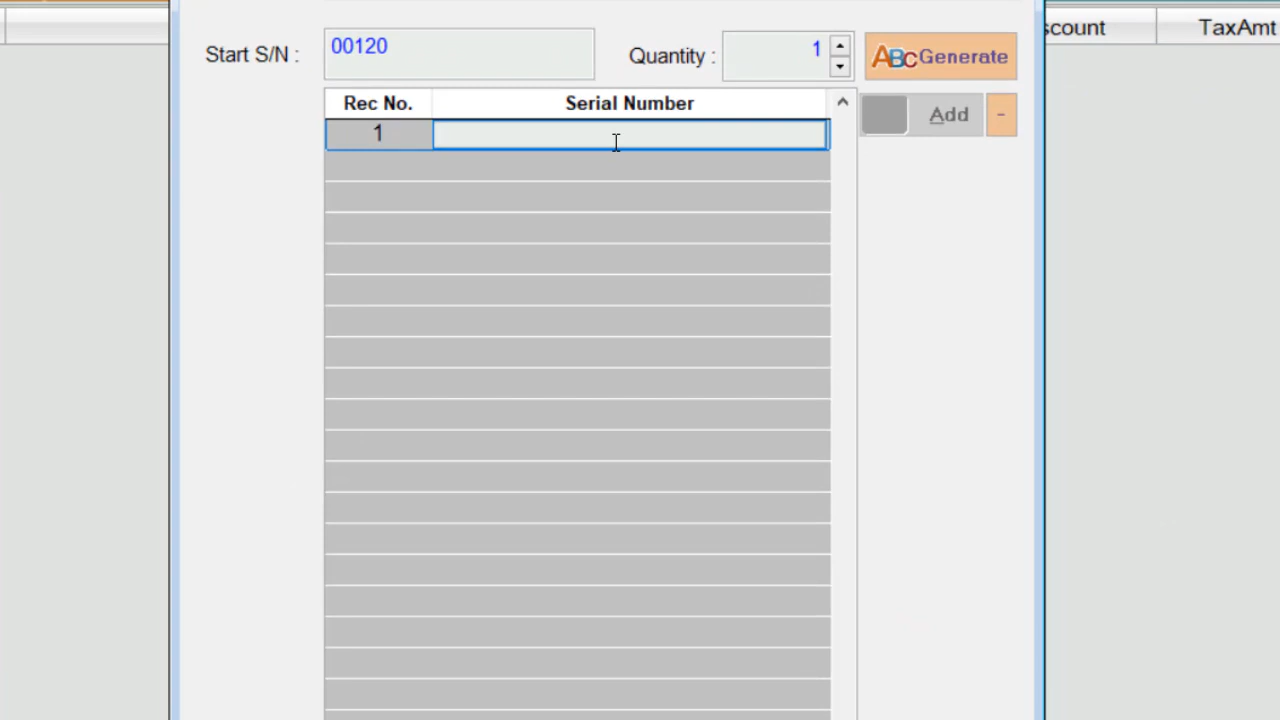 scount TaxAmt
Start S/N : 00120 Quantity : 1 ABC Generate
Rec No. Serial Number
Add -
1